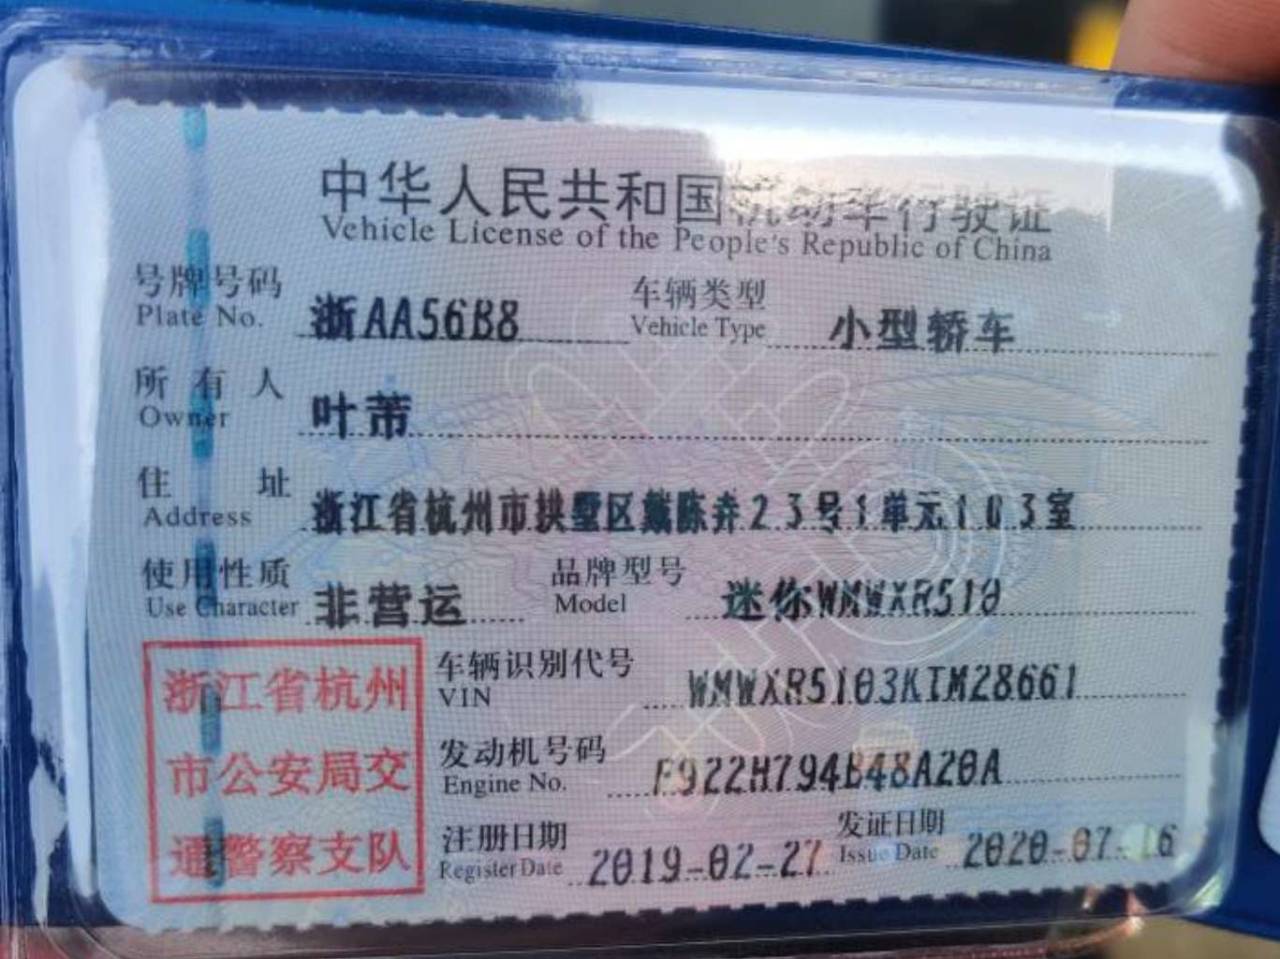 中华人民共和国机动车行驶证
Vehicle License of the People's Republic of China
号牌号码 浙AA56B8 车辆类型 小型轿车
Plate No. Vehicle Type
所有人 叶芾
Owner
住址 浙江省杭州市拱墅区戴陈弄23号1单元103室
Address
使用性质 非营运 品牌型号 迷你WMWXR510
Use Character Model
浙江省杭州
市公安局交
通警察支队
车辆识别代号 WMWXR5103KTM28661
VIN
发动机号码 F922H794B48A20A
Engine No.
注册日期 2019-02-27 发证日期 2020-07-16
Register Date Issue Date